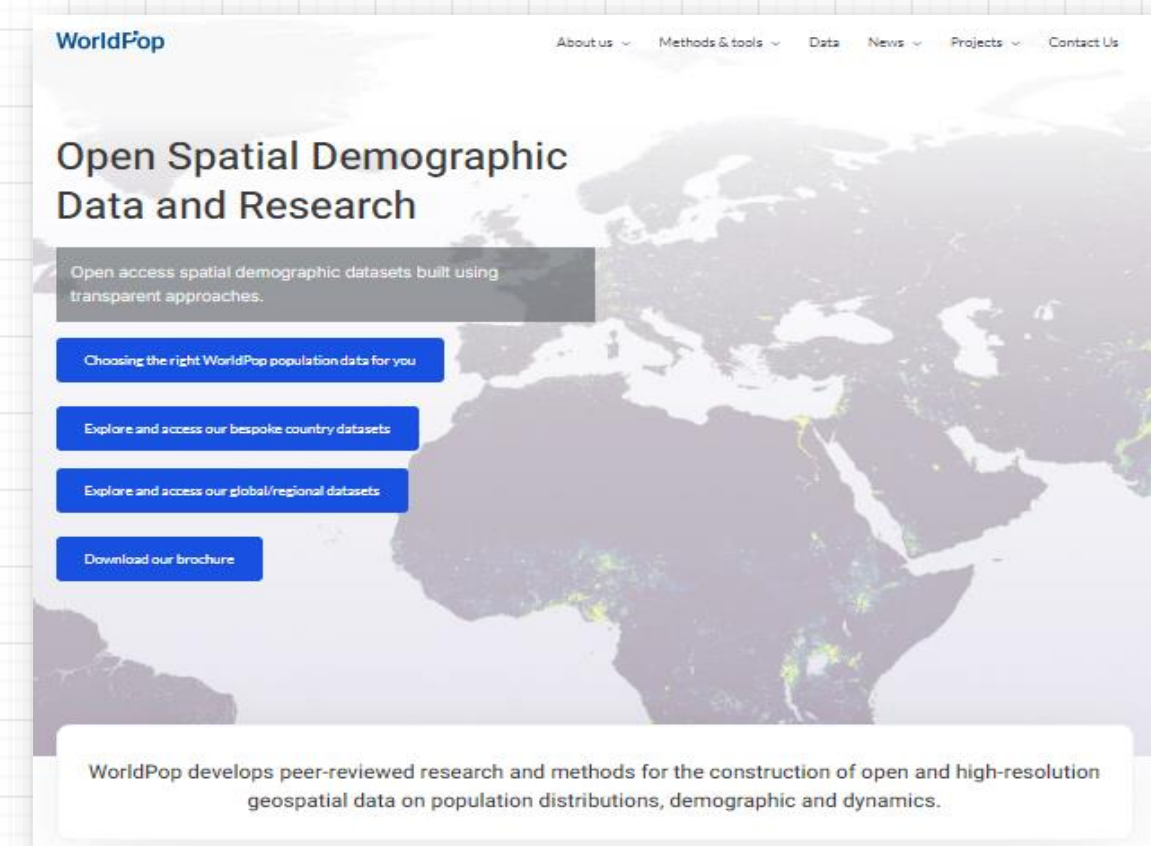 WorldPop
About us
Methods & tools
Data
News
Projects
Contact Us
Open Spatial Demographic
Data and Research
Open access spatial demographic datasets built using
transparent approaches.
Choosing the right WorldPop population data for you
Explore and access our bespoke country datasets
Explore and access our global/regional datasets
Download our brochure
WorldPop develops peer-reviewed research and methods for the construction of open and high-resolution
geospatial data on population distributions, demographic and dynamics.